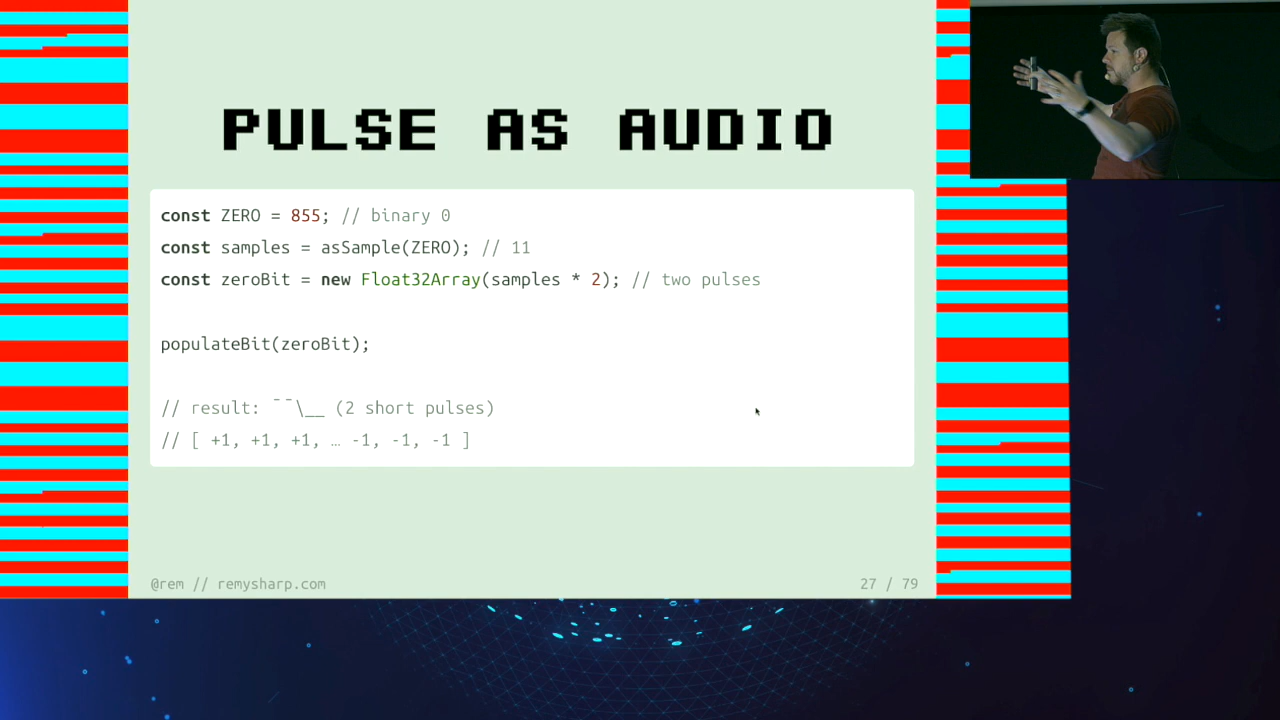 PULSE AS AUDIO
const ZERO = 855; // binary 0
const samples = asSample(ZERO); // 11
const zeroBit = new Float32Array(samples * 2); // two pulses
populateBit(zeroBit);
// result: ¯¯\__ (2 short pulses)
// [ +1, +1, +1, … -1, -1, -1 ]
@rem // remysharp.com
27 / 79